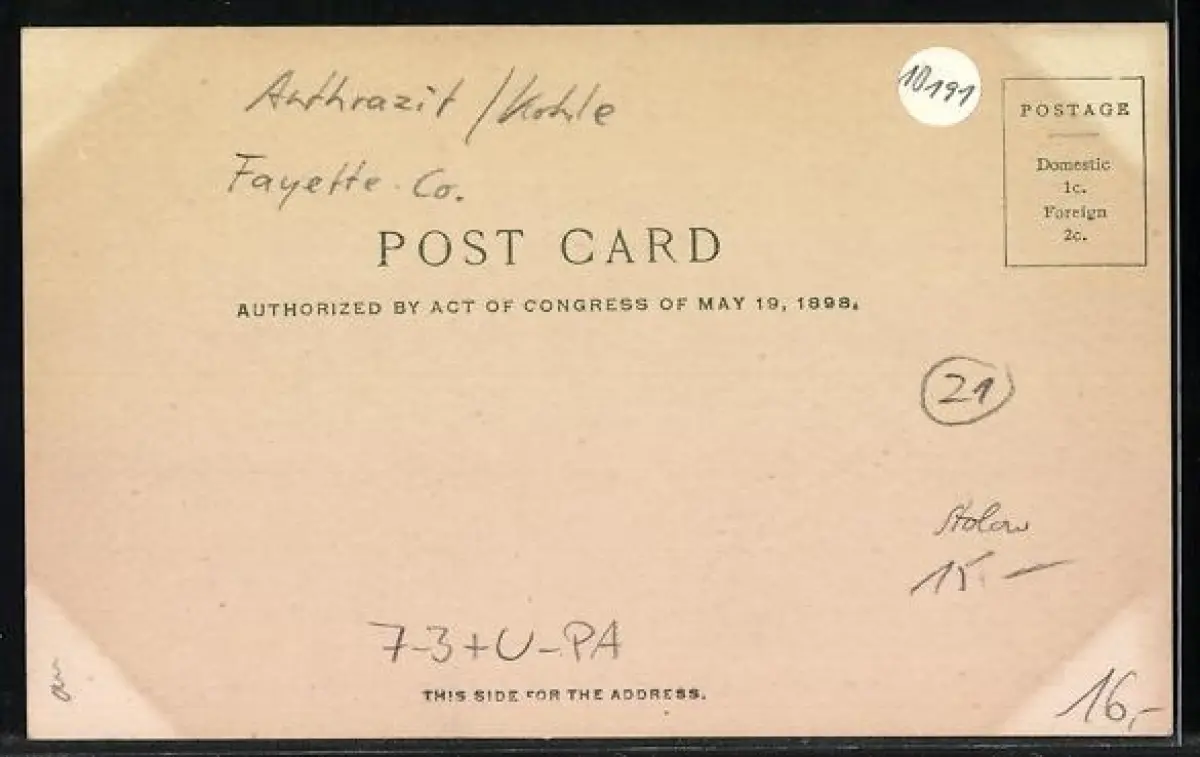 Anthrazit / Kohle
10191
Fayette Co.
POSTAGE
Domestic
1c.
Foreign
2c.
POST CARD
AUTHORIZED BY ACT OF CONGRESS OF MAY 19, 1898.
21
Stolow
15.—
7-3+U-PA
THIS SIDE FOR THE ADDRESS.
16,-